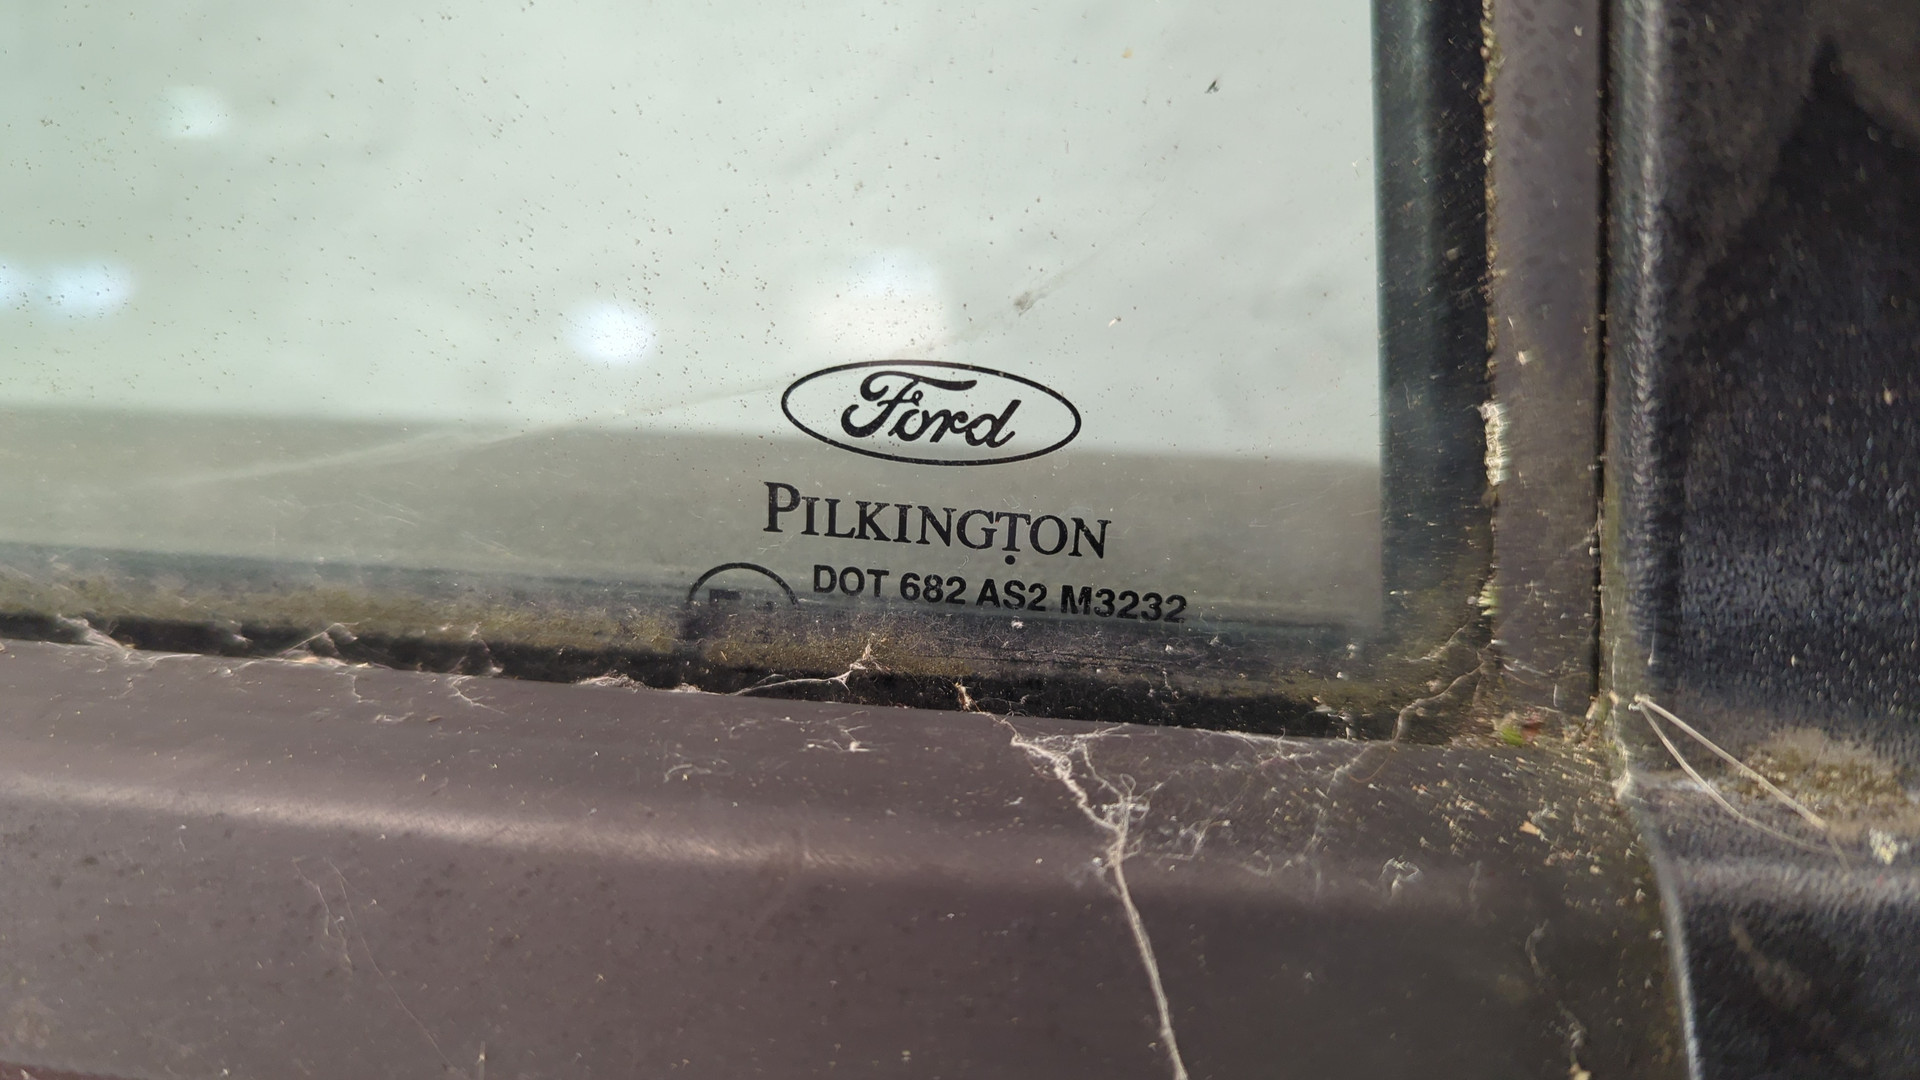 Ford
PILKINGTON
DOT 682 AS2 M3232